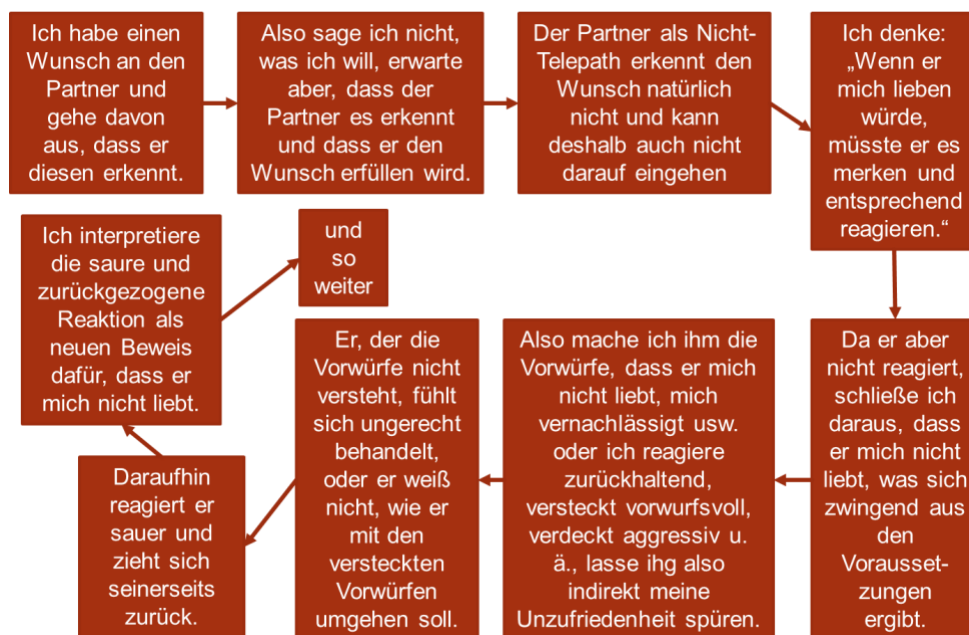 Ich habe einen
Wunsch an den
Partner und
gehe davon
aus, dass er
diesen erkennt.
Also sage ich nicht,
was ich will, erwarte
aber, dass der
Partner es erkennt
und dass er den
Wunsch erfüllen wird.
Der Partner als Nicht-
Telepath erkennt den
Wunsch natürlich
nicht und kann
deshalb auch nicht
darauf eingehen
Ich denke:
„Wenn er
mich lieben
würde,
müsste er es
merken und
entsprechend
reagieren.“
Da er aber
nicht reagiert,
schließe ich
daraus, dass
er mich nicht
liebt, was sich
zwingend aus
den
Vorausset-
zungen
ergibt.
Also mache ich ihm die
Vorwürfe, dass er mich
nicht liebt, mich
vernachlässigt usw.
oder ich reagiere
zurückhaltend,
versteckt vorwurfsvoll,
verdeckt aggressiv u.
ä., lasse ihg also
indirekt meine
Unzufriedenheit spüren.
Er, der die
Vorwürfe nicht
versteht, fühlt
sich ungerecht
behandelt,
oder er weiß
nicht, wie er
mit den
versteckten
Vorwürfen
umgehen soll.
Daraufhin
reagiert er
sauer und
zieht sich
seinerseits
zurück.
Ich interpretiere
die saure und
zurückgezogene
Reaktion als
neuen Beweis
dafür, dass er
mich nicht liebt.
und
so
weiter